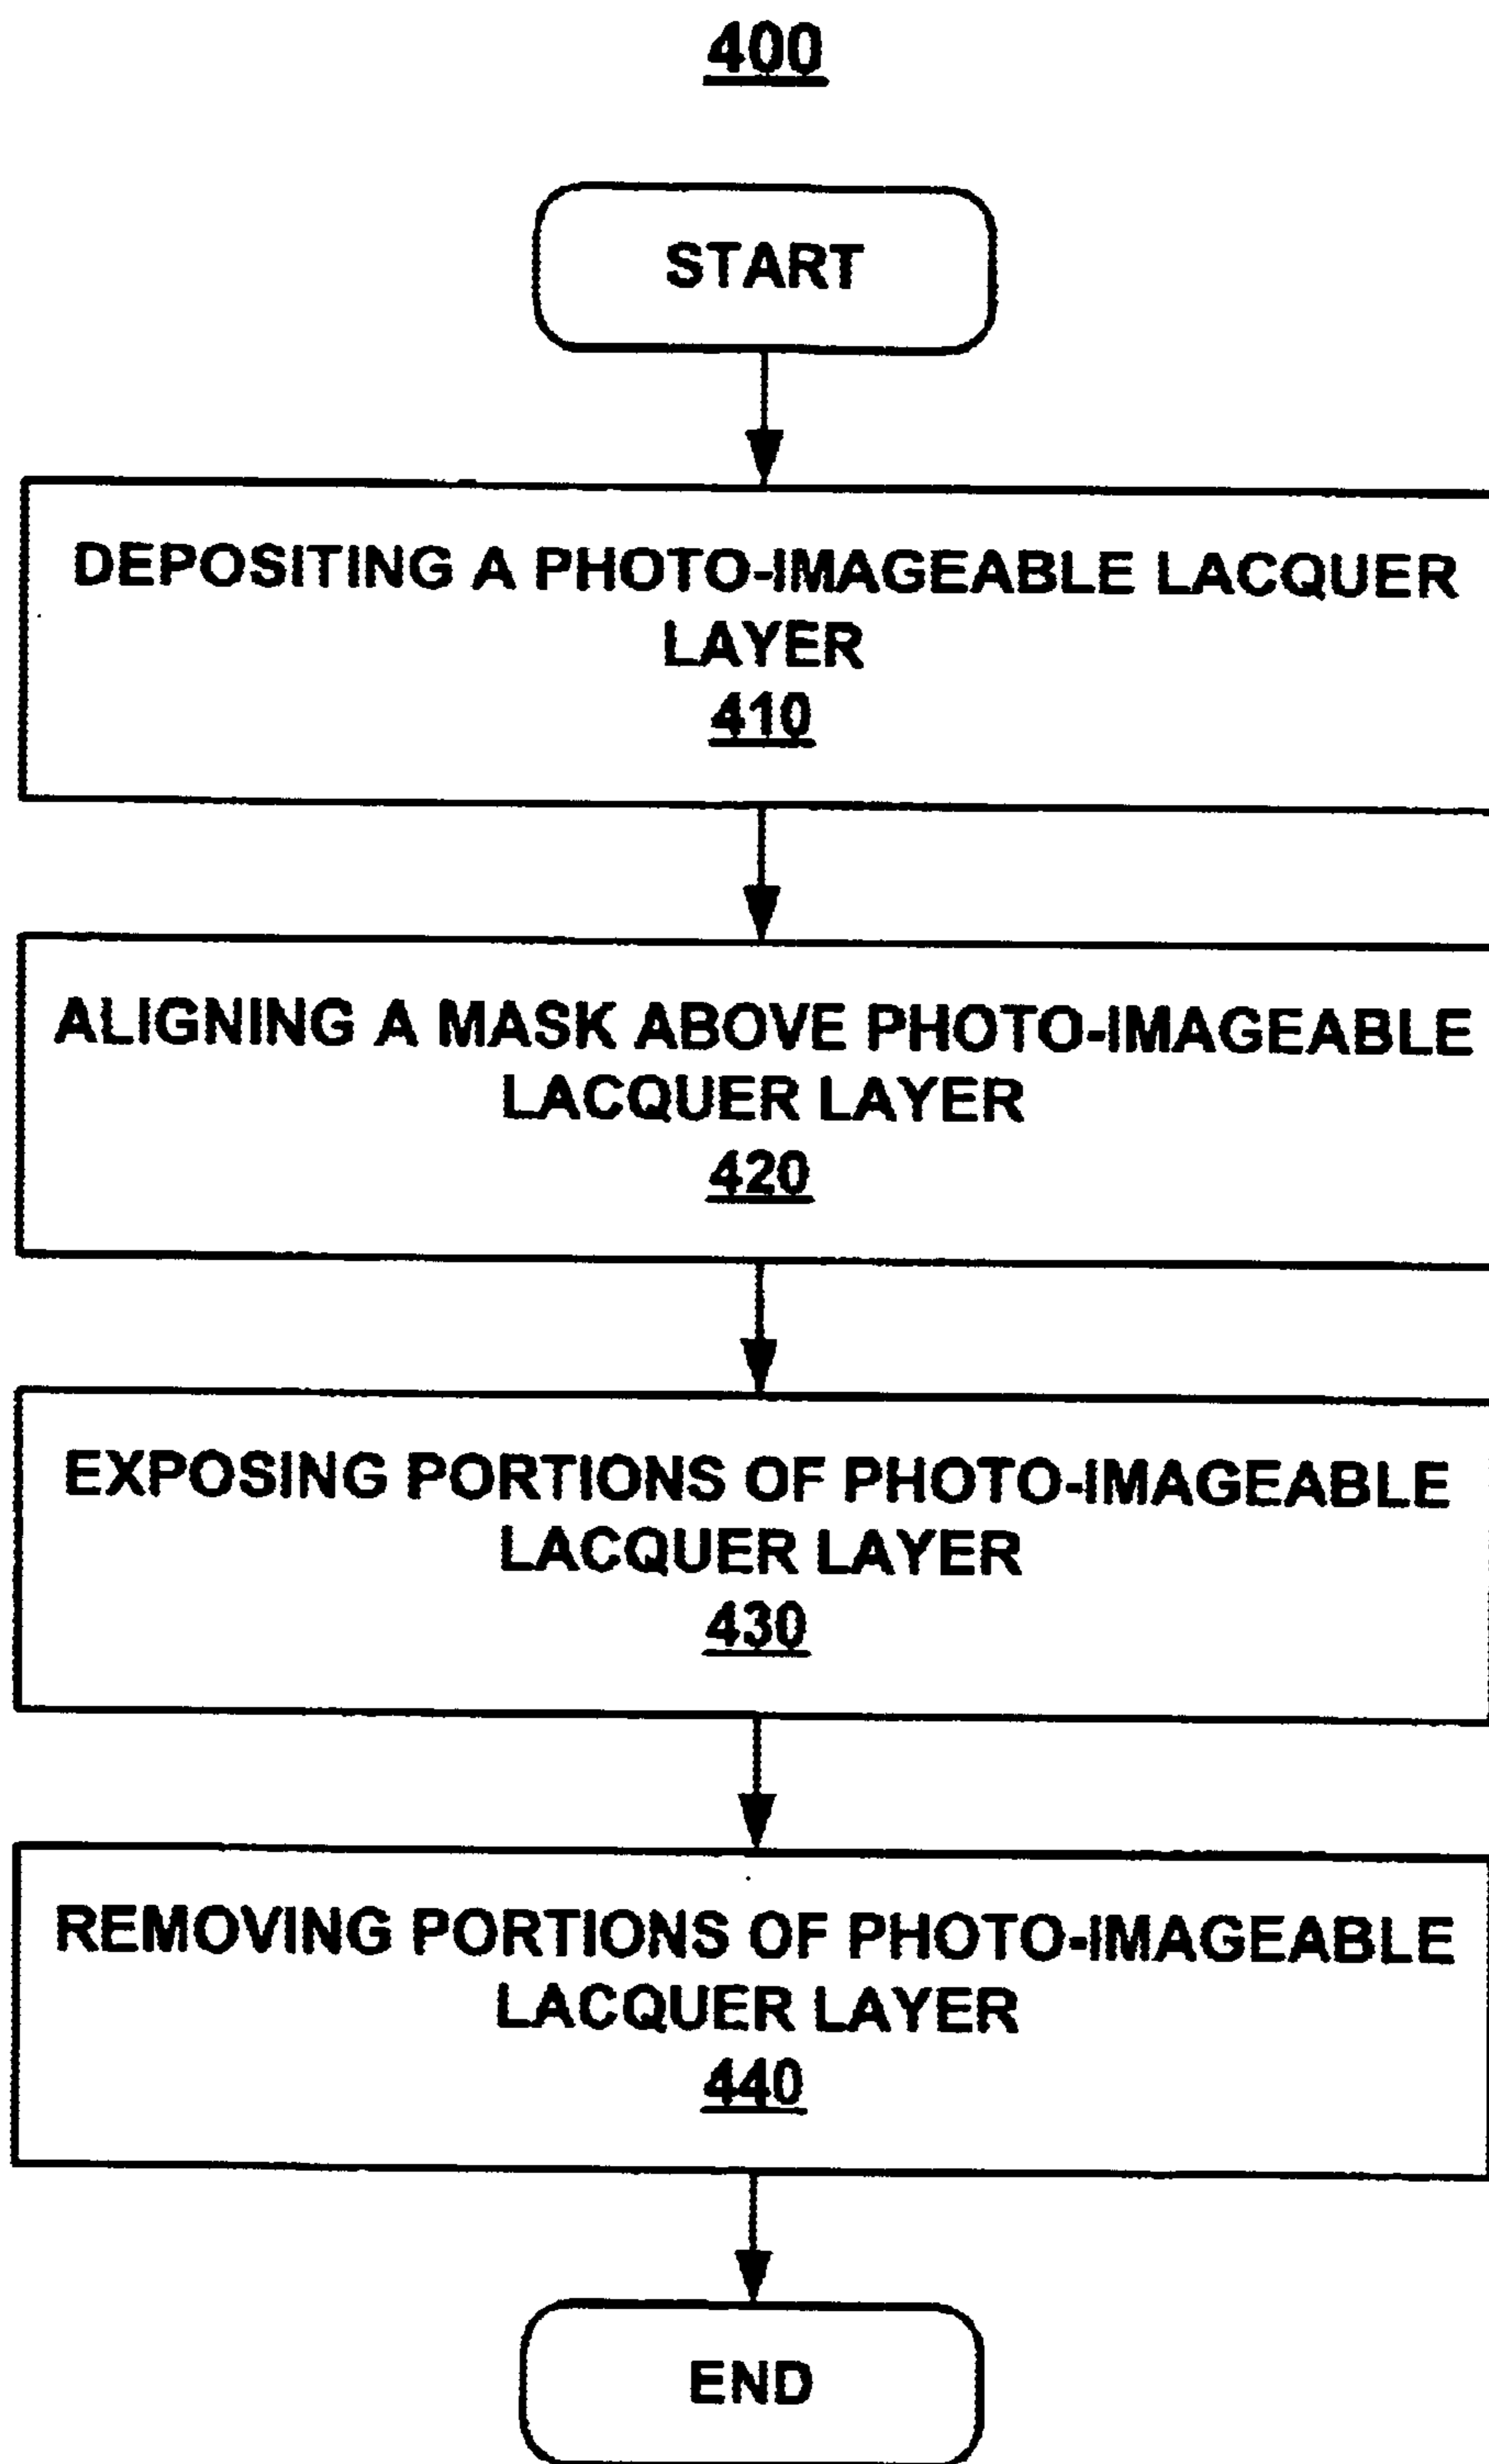 400
START
DEPOSITING A PHOTO-IMAGEABLE LACQUER
LAYER
410
ALIGNING A MASK ABOVE PHOTO-IMAGEABLE
LACQUER LAYER
420
EXPOSING PORTIONS OF PHOTO-IMAGEABLE
LACQUER LAYER
430
REMOVING PORTIONS OF PHOTO-IMAGEABLE
LACQUER LAYER
440
END